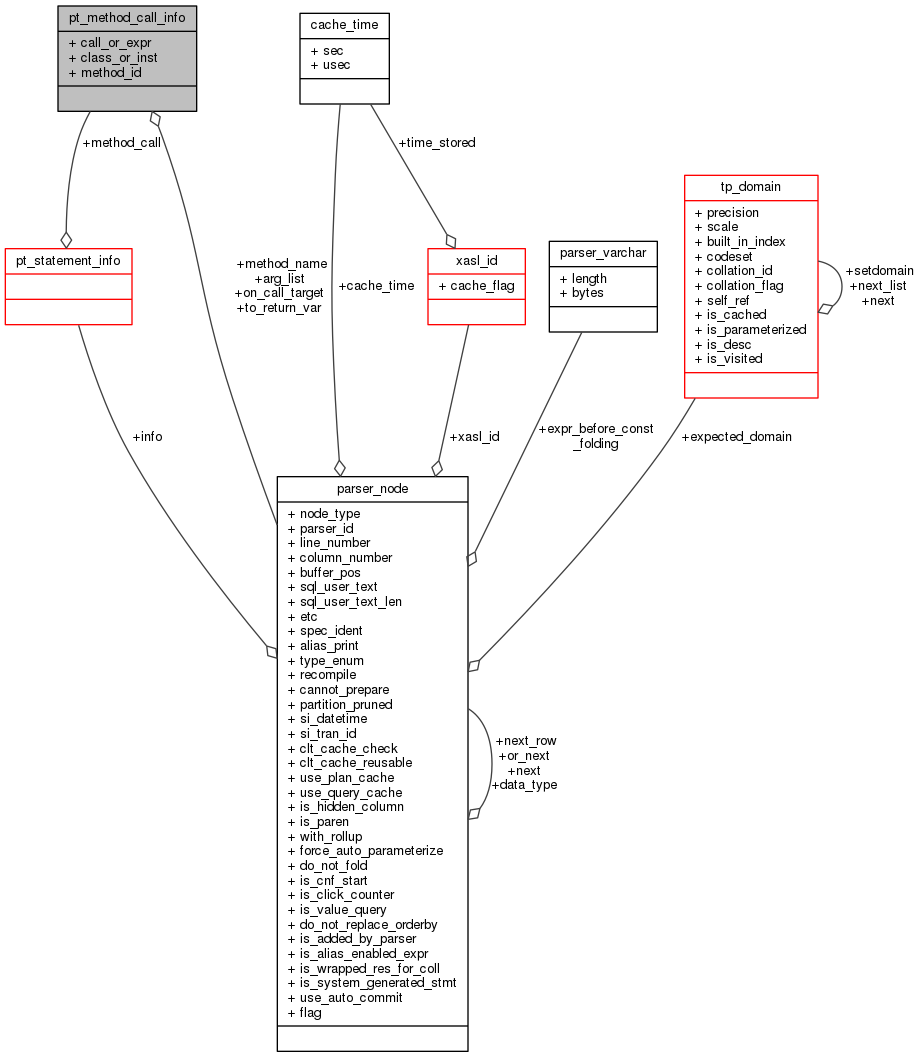 pt_method_call_info
+ call_or_expr
+ class_or_inst
+ method_id
cache_time
+ sec
+ usec
+method_call
+time_stored
tp_domain
+ precision
+ scale
+ built_in_index
+ codeset
+ collation_id
+ collation_flag
+ self_ref
+ is_cached
+ is_parameterized
+ is_desc
+ is_visited
+setdomain
+next_list
+next
pt_statement_info
+method_name
+arg_list
+on_call_target
+to_return_var
+cache_time
xasl_id
+ cache_flag
parser_varchar
+ length
+ bytes
+info
+xasl_id
+expr_before_const
_folding
+expected_domain
parser_node
+ node_type
+ parser_id
+ line_number
+ column_number
+ buffer_pos
+ sql_user_text
+ sql_user_text_len
+ etc
+ spec_ident
+ alias_print
+ type_enum
+ recompile
+ cannot_prepare
+ partition_pruned
+ si_datetime
+ si_tran_id
+ clt_cache_check
+ clt_cache_reusable
+ use_plan_cache
+ use_query_cache
+ is_hidden_column
+ is_paren
+ with_rollup
+ force_auto_parameterize
+ do_not_fold
+ is_cnf_start
+ is_click_counter
+ is_value_query
+ do_not_replace_orderby
+ is_added_by_parser
+ is_alias_enabled_expr
+ is_wrapped_res_for_coll
+ is_system_generated_stmt
+ use_auto_commit
+ flag
+next_row
+or_next
+next
+data_type